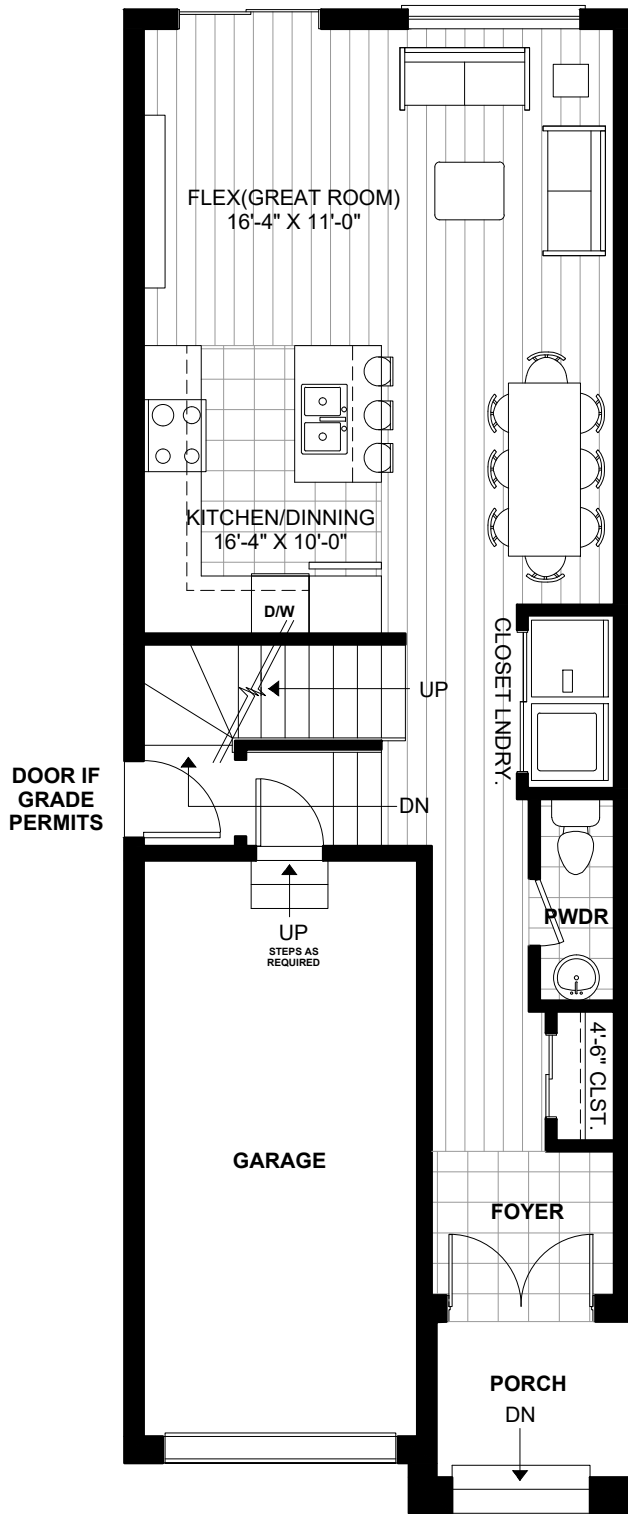 FLEX(GREAT ROOM)
16'-4" X 11'-0"
KITCHEN/DINNING
16'-4" X 10'-0"
D/W
CLOSET LNDRY.
UP
DOOR IF
GRADE
PERMITS
DN
UP
STEPS AS
REQUIRED
PWDR
4'-6" CLST.
GARAGE
FOYER
PORCH
DN